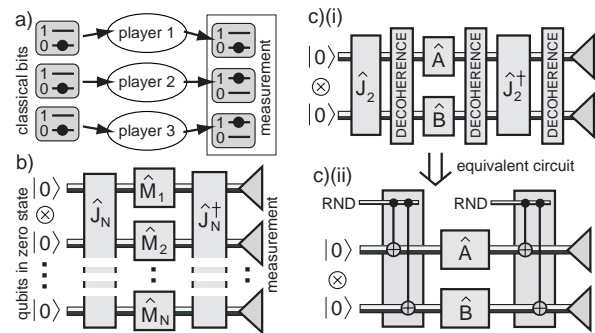 a)
classical bits
1
0
player 1
1
0
1
0
player 2
1
0
1
0
player 3
1
0
measurement
b)
qubits in zero state
|0⟩
⊗
|0⟩
|0⟩
Ĵ_N
M̂_1
M̂_2
M̂_N
Ĵ_N^†
measurement
c)(i)
|0⟩
⊗
|0⟩
Ĵ_2
DECOHERENCE
Â
B̂
DECOHERENCE
Ĵ_2^†
DECOHERENCE
equivalent circuit
c)(ii)
RND
RND
|0⟩
⊗
|0⟩
Â
B̂